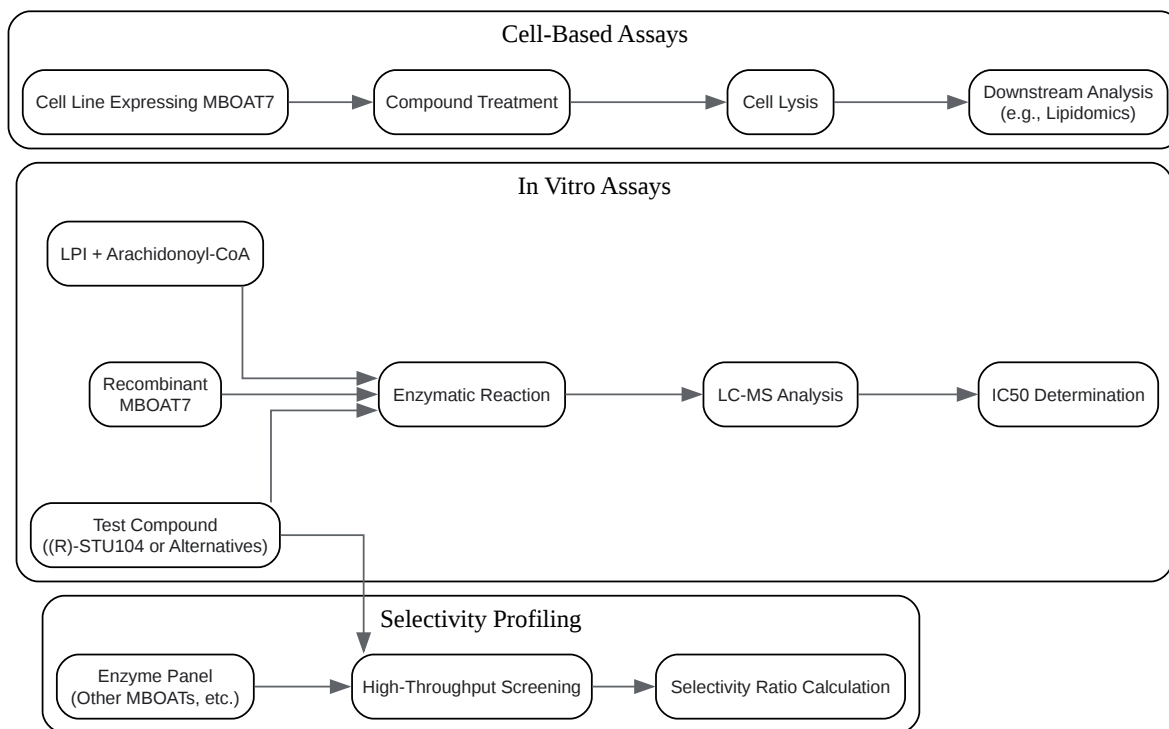 Cell-Based Assays
Cell Line Expressing MBOAT7
Compound Treatment
Cell Lysis
Downstream Analysis
(e.g., Lipidomics)
In Vitro Assays
LPI + Arachidonoyl-CoA
Recombinant
MBOAT7
Enzymatic Reaction
LC-MS Analysis
IC50 Determination
Test Compound
((R)-STU104 or Alternatives)
Selectivity Profiling
Enzyme Panel
(Other MBOATs, etc.)
High-Throughput Screening
Selectivity Ratio Calculation